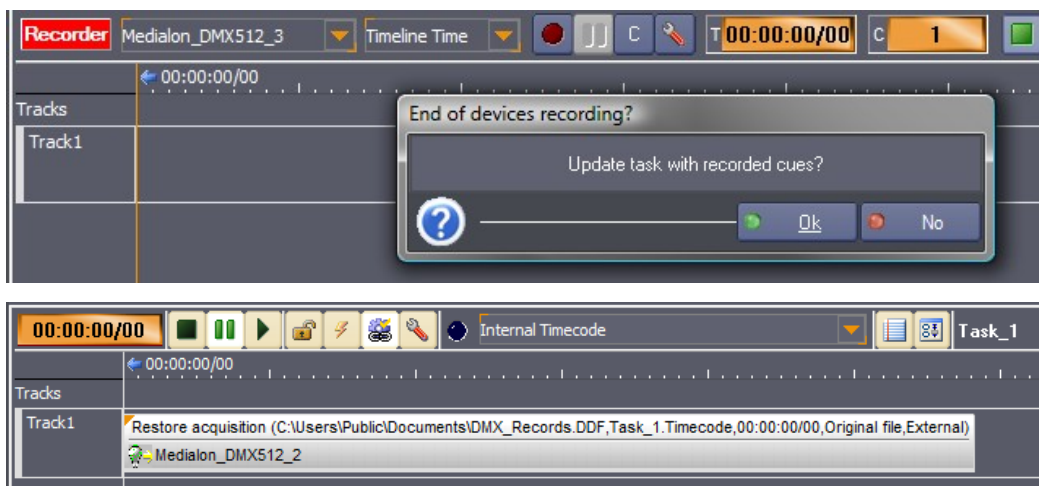 Recorder Medialon_DMX512_3 Timeline Time C T 00:00:00/00 C 1
00:00:00/00
Tracks
Track1
End of devices recording?
Update task with recorded cues?
? Ok No
00:00:00/00 Internal Timecode Task_1
00:00:00/00
Tracks
Track1 Restore acquisition (C:\Users\Public\Documents\DMX_Records.DDF,Task_1.Timecode,00:00:00/00,Original file,External)
Medialon_DMX512_2